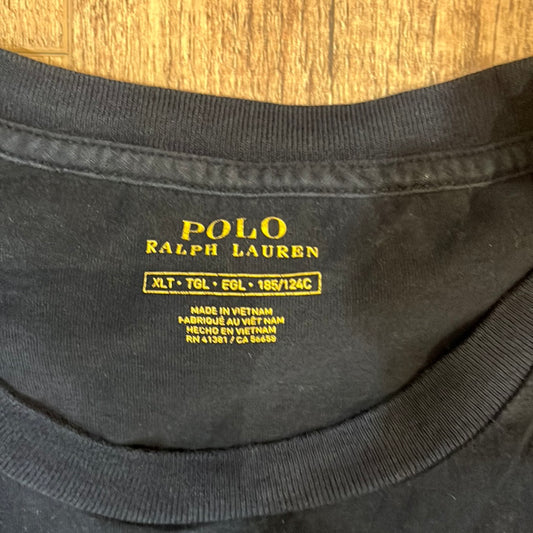 POLO
RALPH LAUREN
XLT • TGL • EGL • 185/124C
MADE IN VIETNAM
FABRIQUÉ AU VIÊT NAM
HECHO EN VIETNAM
RN 41381 / CA 56658